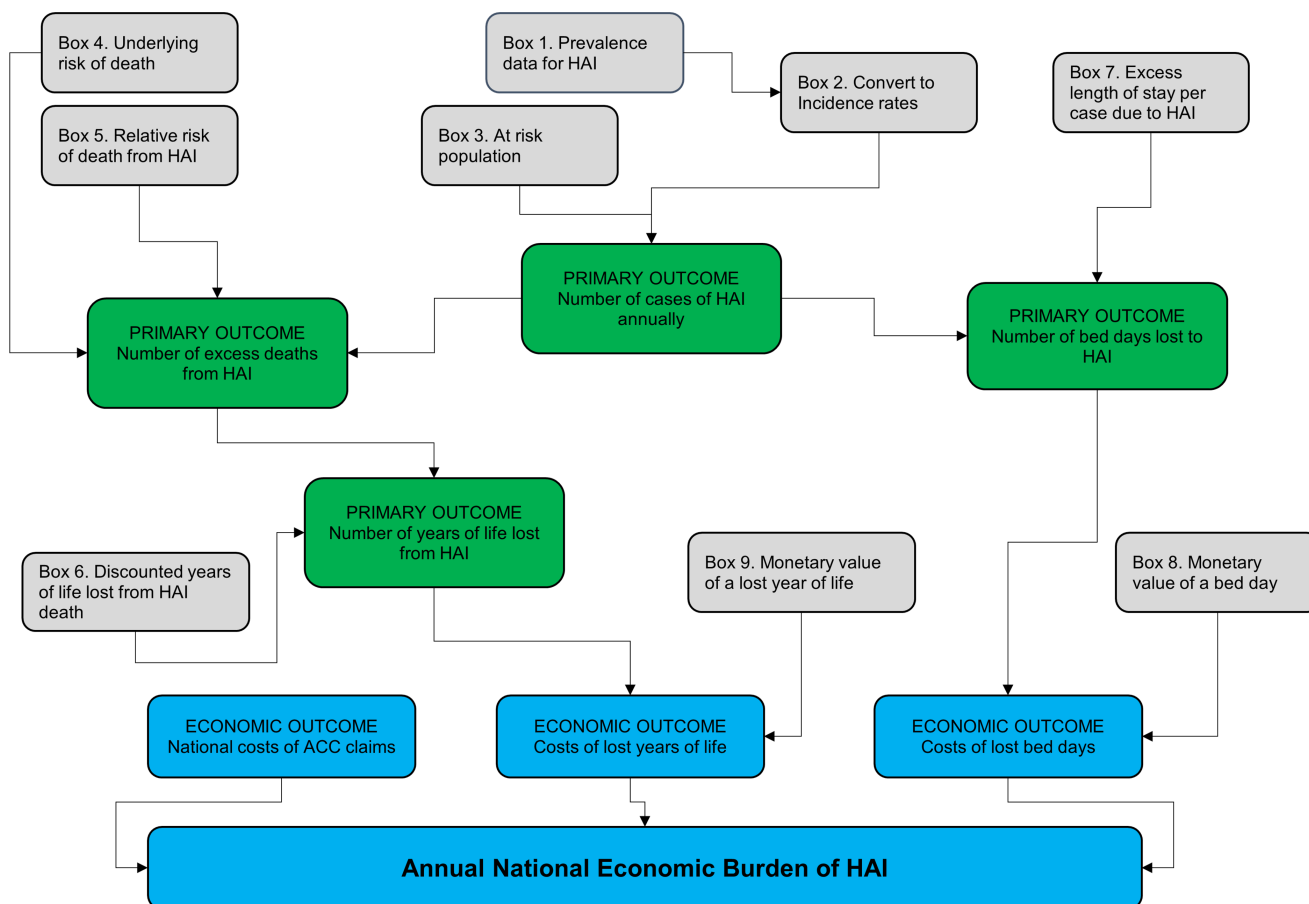 Box 4. Underlying
risk of death
Box 1. Prevalence
data for HAI
Box 2. Convert to
Incidence rates
Box 7. Excess
length of stay per
case due to HAI
Box 5. Relative risk
of death from HAI
Box 3. At risk
population
PRIMARY OUTCOME
Number of cases of HAI
annually
PRIMARY OUTCOME
Number of excess deaths
from HAI
PRIMARY OUTCOME
Number of bed days lost to
HAI
PRIMARY OUTCOME
Number of years of life lost
from HAI
Box 6. Discounted years
of life lost from HAI
death
Box 9. Monetary value
of a lost year of life
Box 8. Monetary
value of a bed day
ECONOMIC OUTCOME
National costs of ACC claims
ECONOMIC OUTCOME
Costs of lost years of life
ECONOMIC OUTCOME
Costs of lost bed days
Annual National Economic Burden of HAI